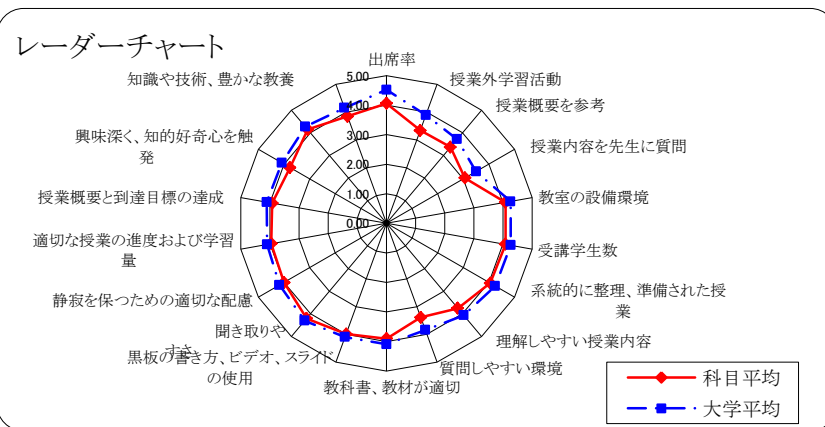 レーダーチャート
出席率
授業外学習活動
授業概要を参考
授業内容を先生に質問
教室の設備環境
受講学生数
系統的に整理、準備された授
業
理解しやすい授業内容
質問しやすい環境
教科書、教材が適切
黒板の書き方、ビデオ、スライド
の使用
聞き取りや
すさ
静寂を保つための適切な配慮
適切な授業の進度および学習
量
授業概要と到達目標の達成
興味深く、知的好奇心を触
発
知識や技術、豊かな教養
5.00
4.00
3.00
2.00
1.00
0.00
科目平均
大学平均